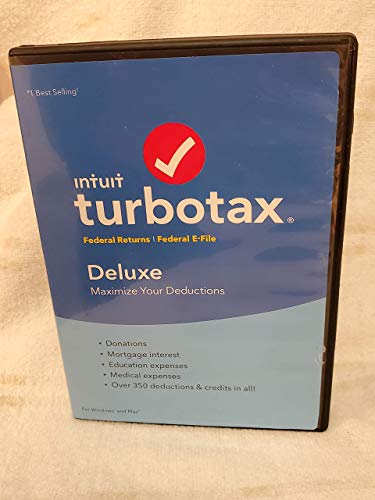 #1 Best Selling¹
intuit
turbotax®
Federal Returns | Federal E-File
Deluxe
Maximize Your Deductions
• Donations
• Mortgage interest
• Education expenses
• Medical expenses
• Over 350 deductions & credits in all!
For Windows® and Mac®